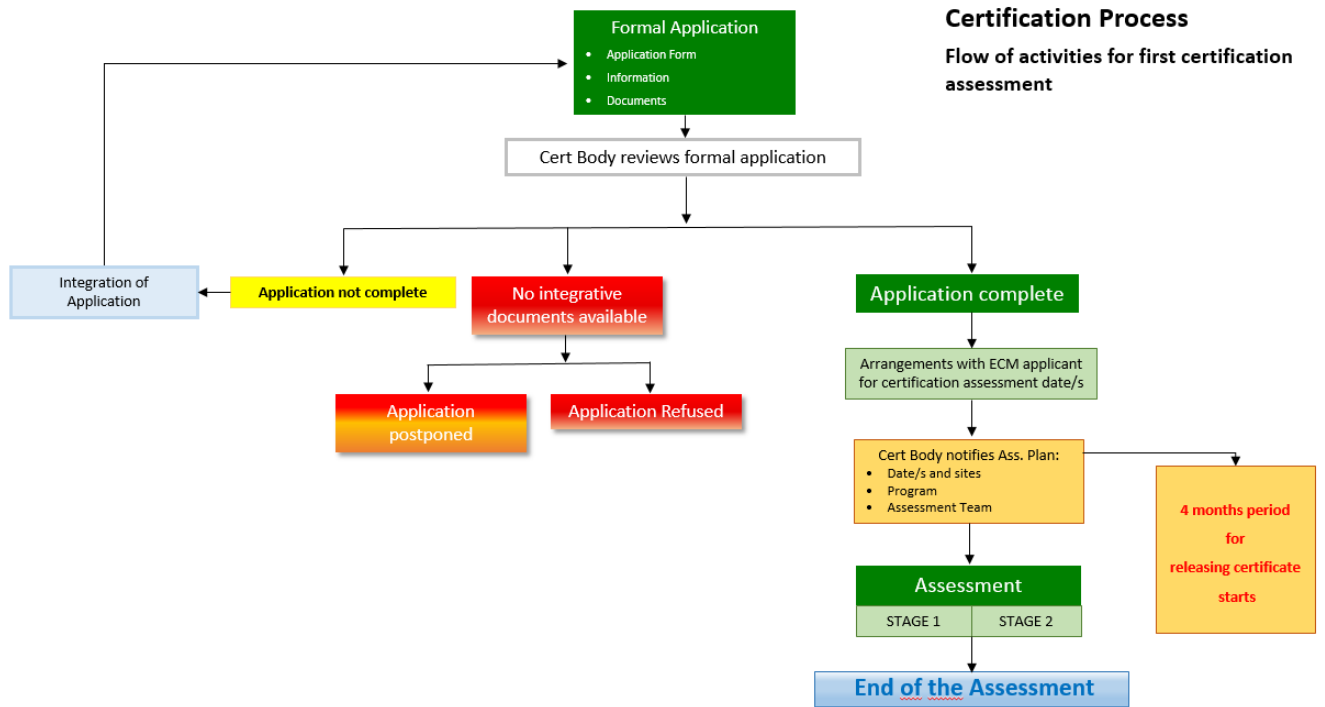 Certification Process
Flow of activities for first certification
assessment
Formal Application
• Application Form
• Information
• Documents
Cert Body reviews formal application
Integration of
Application
Application not complete
No integrative
documents available
Application complete
Application
postponed
Application Refused
Arrangements with ECM applicant
for certification assessment date/s
Cert Body notifies Ass. Plan:
• Date/s and sites
• Program
• Assessment Team
4 months period
for
releasing certificate
starts
Assessment
STAGE 1
STAGE 2
End of the Assessment